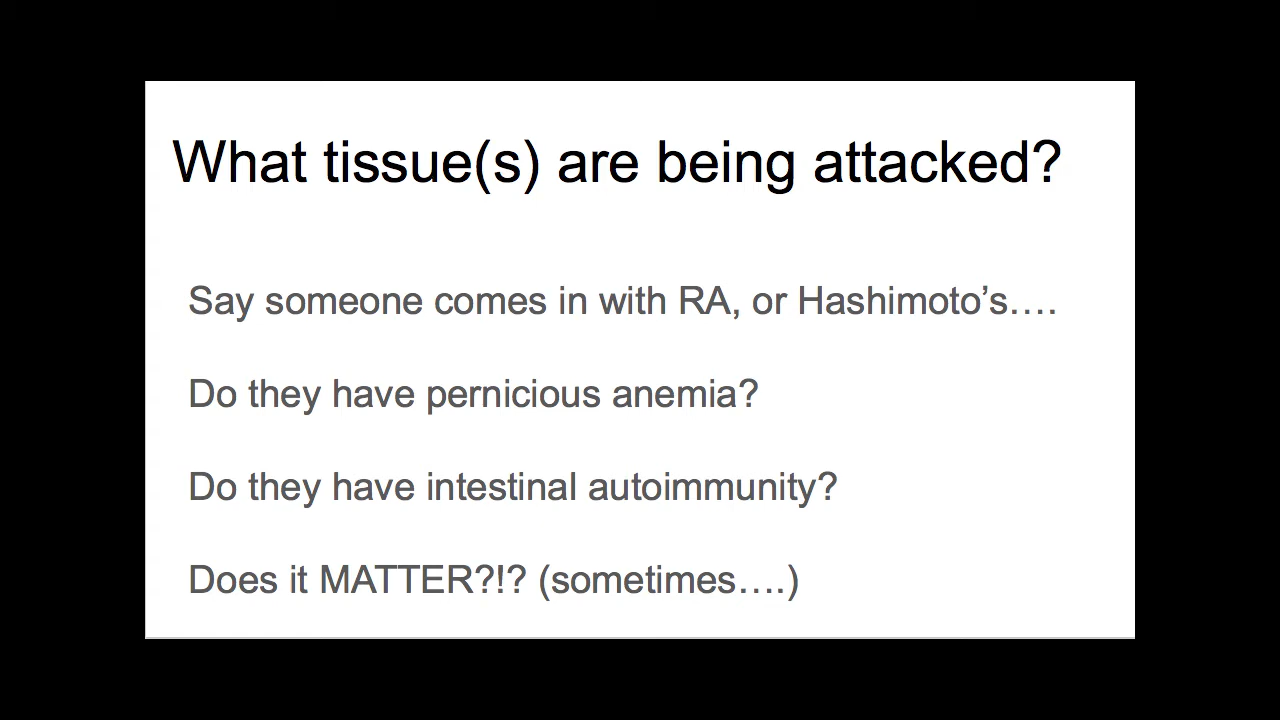 What tissue(s) are being attacked?
Say someone comes in with RA, or Hashimoto’s….
Do they have pernicious anemia?
Do they have intestinal autoimmunity?
Does it MATTER?!? (sometimes….)